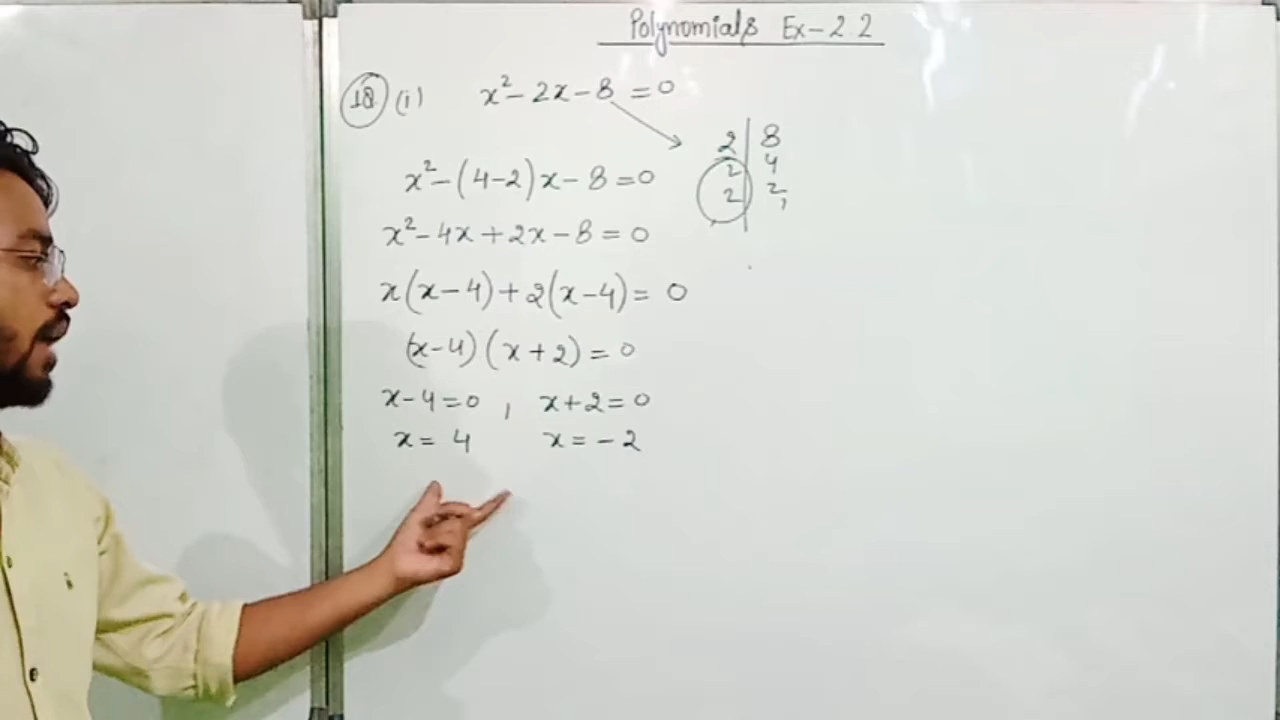 Polynomials Ex-2.2
18 (i) x²-2x-8=0
x²-(4-2)x-8=0
x²-4x+2x-8=0
x(x-4)+2(x-4)=0
(x-4)(x+2)=0
x-4=0, x+2=0
x=4 x=-2
2|8
2|4
2|2,